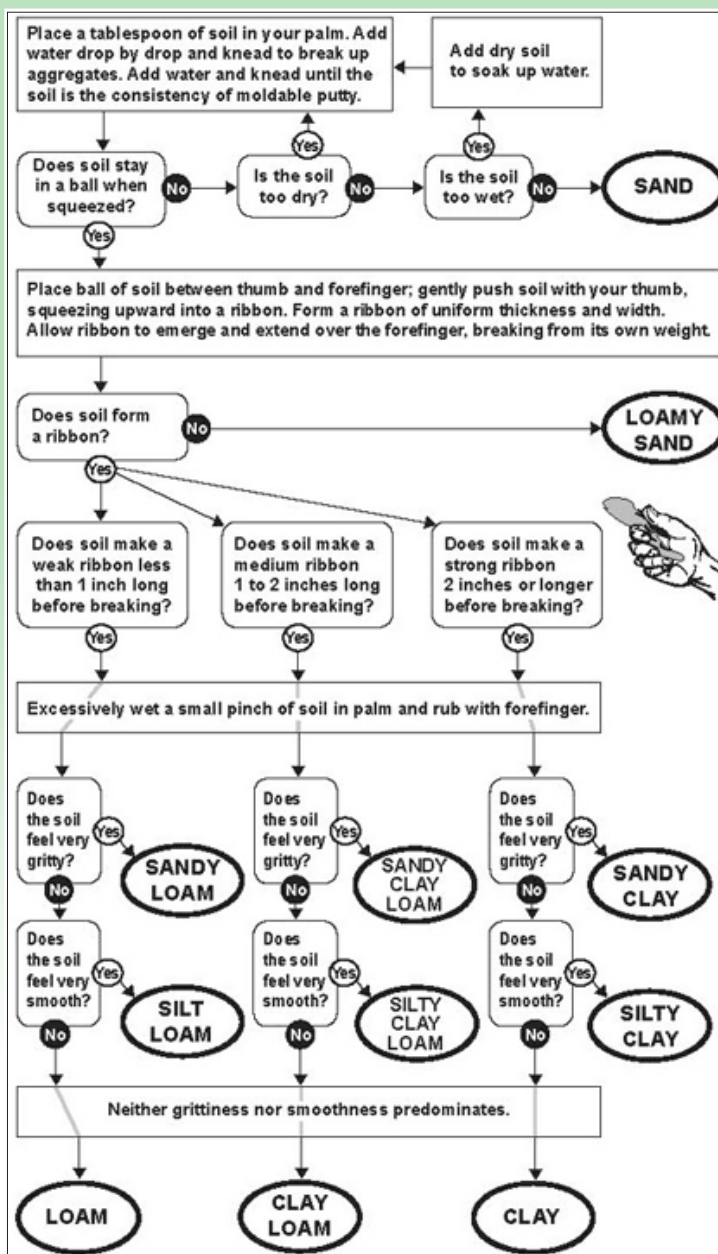 Place a tablespoon of soil in your palm. Add
water drop by drop and knead to break up
aggregates. Add water and knead until the
soil is the consistency of moldable putty.
Add dry soil
to soak up water.
Yes
Yes
Does soil stay
in a ball when
squeezed?
No
Is the soil
too dry?
No
Is the soil
too wet?
No
SAND
Yes
Place ball of soil between thumb and forefinger; gently push soil with your thumb,
squeezing upward into a ribbon. Form a ribbon of uniform thickness and width.
Allow ribbon to emerge and extend over the forefinger, breaking from its own weight.
Does soil form
a ribbon?
No
LOAMY
SAND
Yes
Does soil make a
weak ribbon less
than 1 inch long
before breaking?
Does soil make a
medium ribbon
1 to 2 inches long
before breaking?
Does soil make a
strong ribbon
2 inches or longer
before breaking?
Yes
Yes
Yes
Excessively wet a small pinch of soil in palm and rub with forefinger.
Does
the soil
feel very
gritty?
Yes
SANDY
LOAM
Does
the soil
feel very
gritty?
Yes
SANDY
CLAY
LOAM
Does
the soil
feel very
gritty?
Yes
SANDY
CLAY
No
No
No
Does
the soil
feel very
smooth?
Yes
SILT
LOAM
Does
the soil
feel very
smooth?
Yes
SILTY
CLAY
LOAM
Does
the soil
feel very
smooth?
Yes
SILTY
CLAY
No
No
No
Neither grittiness nor smoothness predominates.
LOAM
CLAY
LOAM
CLAY